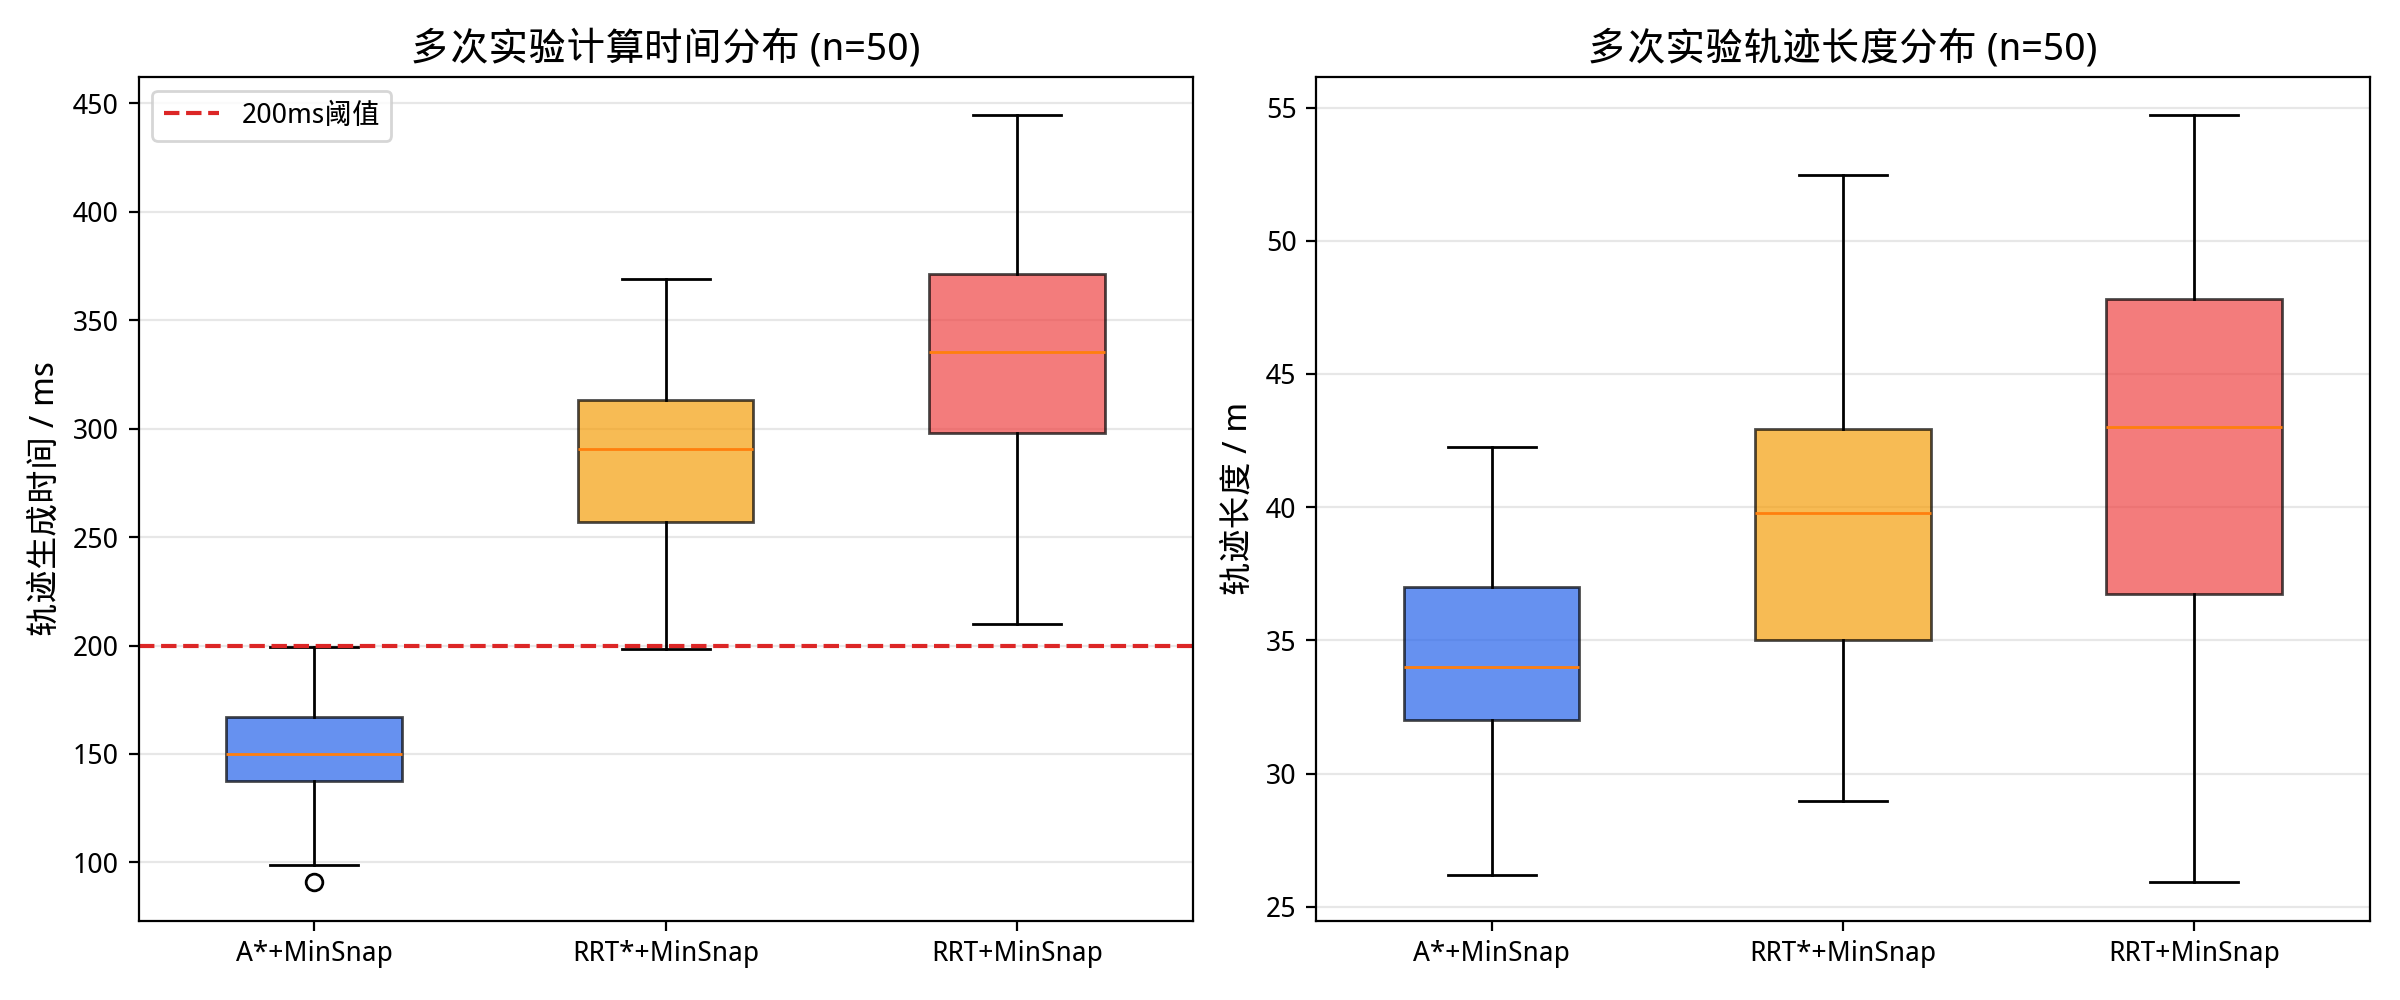 多次实验计算时间分布 (n=50)
200ms阈值
轨迹生成时间 / ms
450
400
350
300
250
200
150
100
A*+MinSnap
RRT*+MinSnap
RRT+MinSnap
多次实验轨迹长度分布 (n=50)
轨迹长度 / m
55
50
45
40
35
30
25
A*+MinSnap
RRT*+MinSnap
RRT+MinSnap